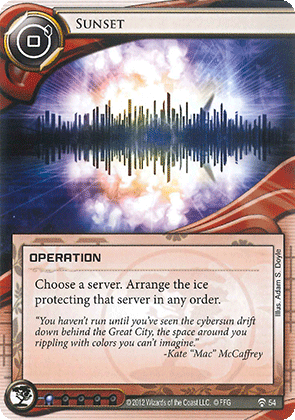 SUNSET
OPERATION
Choose a server. Arrange the ice
protecting that server in any order.
"You haven't run until you've seen the cybersun drift
down behind the Great City, the space around you
rippling with colors you can't imagine."
-Kate "Mac" McCaffrey
Illus. Adam S. Doyle
©2012 Wizards of the Coast LLC. © FFG
54